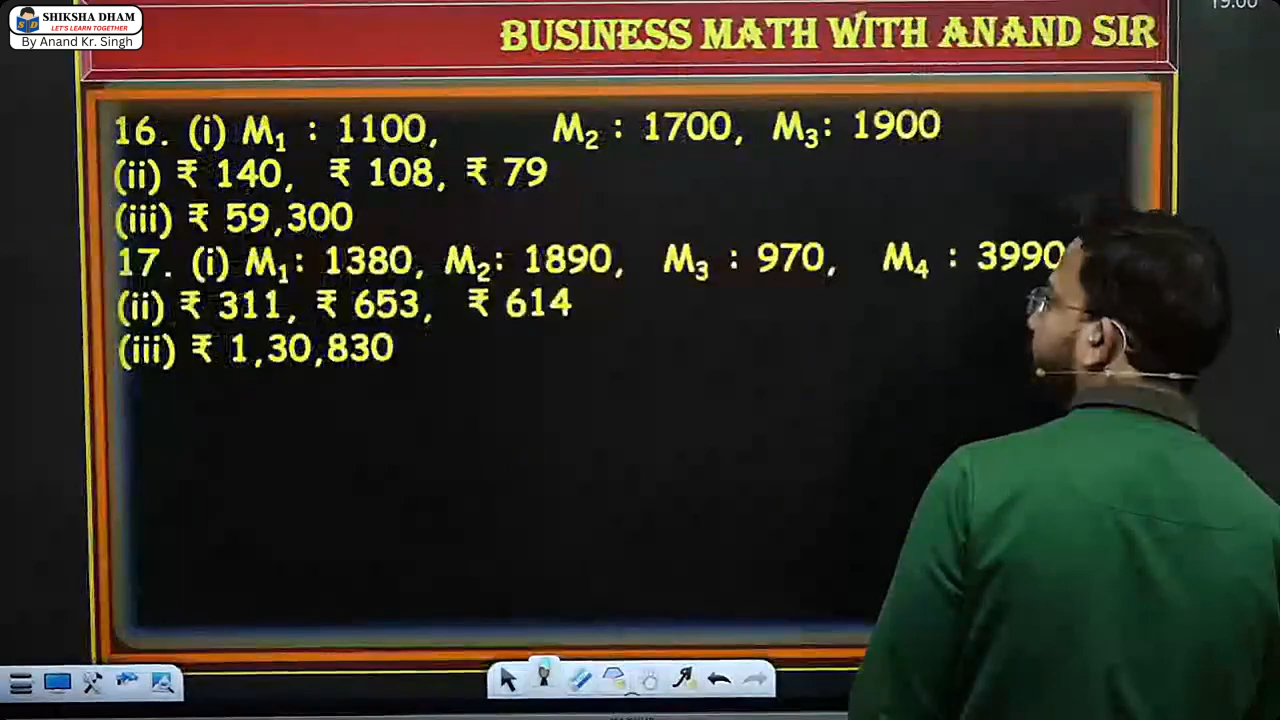 SHIKSHA DHAM
LET'S LEARN TOGETHER
By Anand Kr. Singh
BUSINESS MATH WITH ANAND SIR
16. (i) M₁ : 1100, M₂ : 1700, M₃: 1900
(ii) ₹ 140, ₹ 108, ₹ 79
(iii) ₹ 59,300
17. (i) M₁: 1380, M₂: 1890, M₃ : 970, M₄ : 3990
(ii) ₹ 311, ₹ 653, ₹ 614
(iii) ₹ 1,30,830